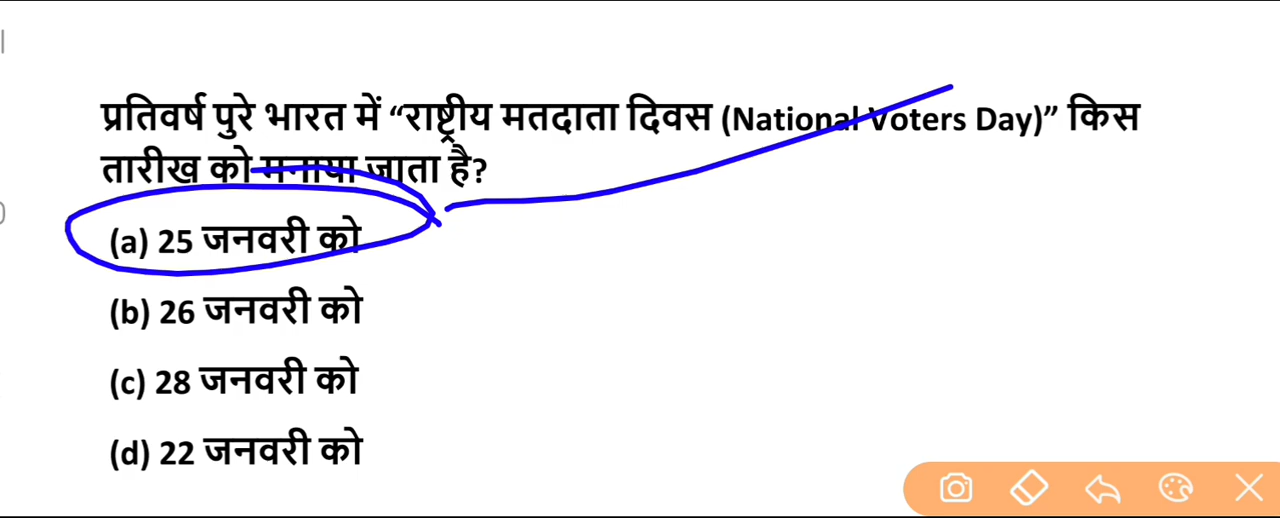 प्रतिवर्ष पुरे भारत में “राष्ट्रीय मतदाता दिवस (National Voters Day)” किस
तारीख को मनाया जाता है?
(a) 25 जनवरी को
(b) 26 जनवरी को
(c) 28 जनवरी को
(d) 22 जनवरी को